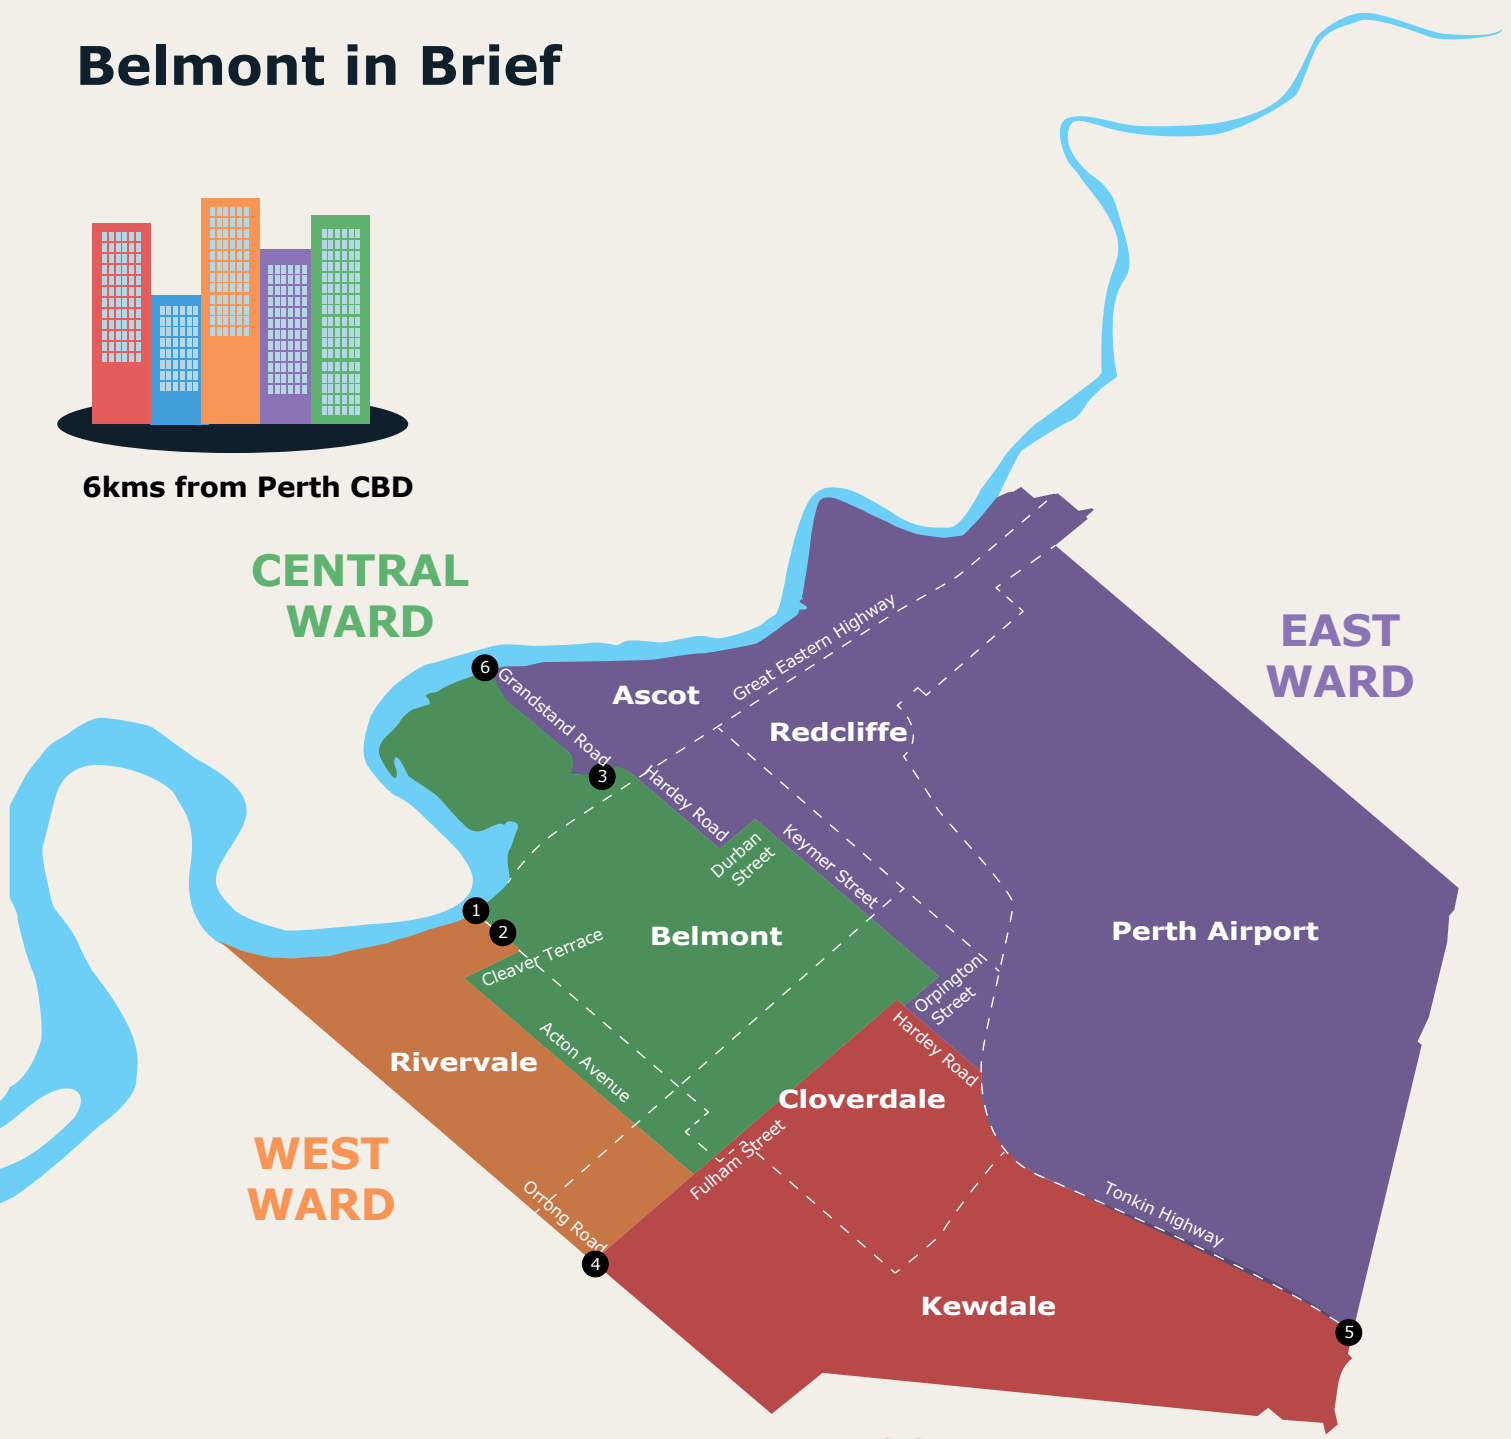 Belmont in Brief
6kms from Perth CBD
CENTRAL
WARD
EAST
WARD
6
Grandstand Road
Ascot
Great Eastern Highway
Redcliffe
3
Hardey Road
Durban
Street
Keymer Street
1
2
Cleaver Terrace
Belmont
Perth Airport
Orpington
Street
Hardey Road
Rivervale
Acton Avenue
Cloverdale
Fulham Street
WEST
WARD
Orrong Road
4
Tonkin Highway
Kewdale
5